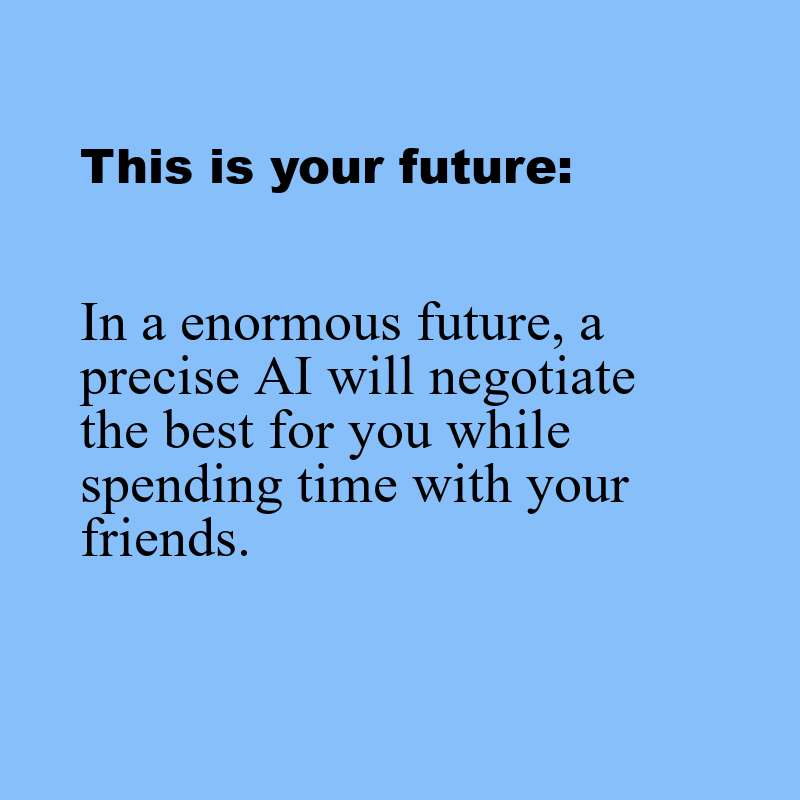 This is your future:
In a enormous future, a
precise AI will negotiate
the best for you while
spending time with your
friends.